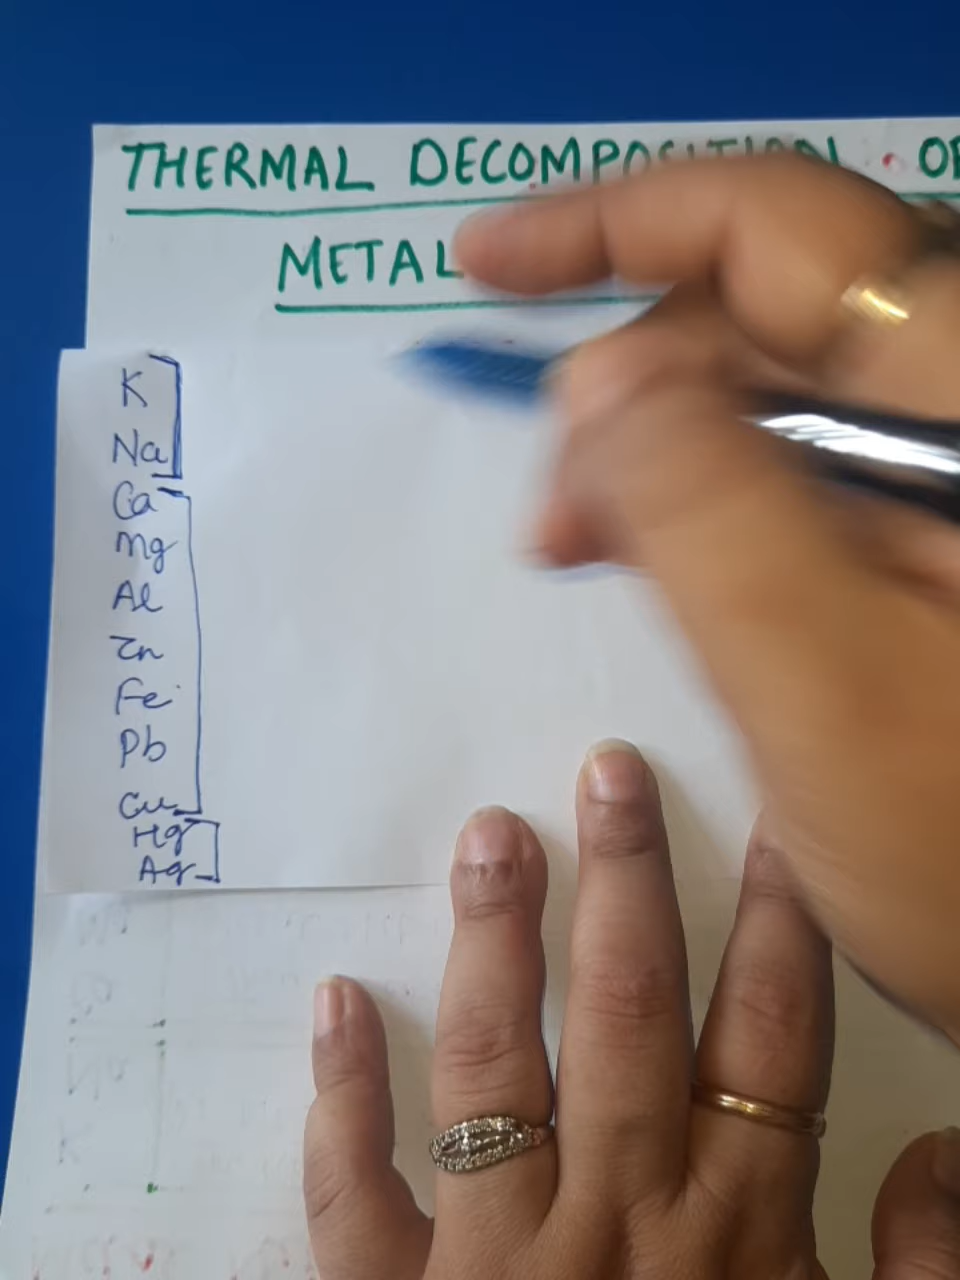 THERMAL DECOMPOSITION OF
METAL
K
Na
Ca
Mg
Al
Zn
Fe
Pb
Cu
Hg
Ag